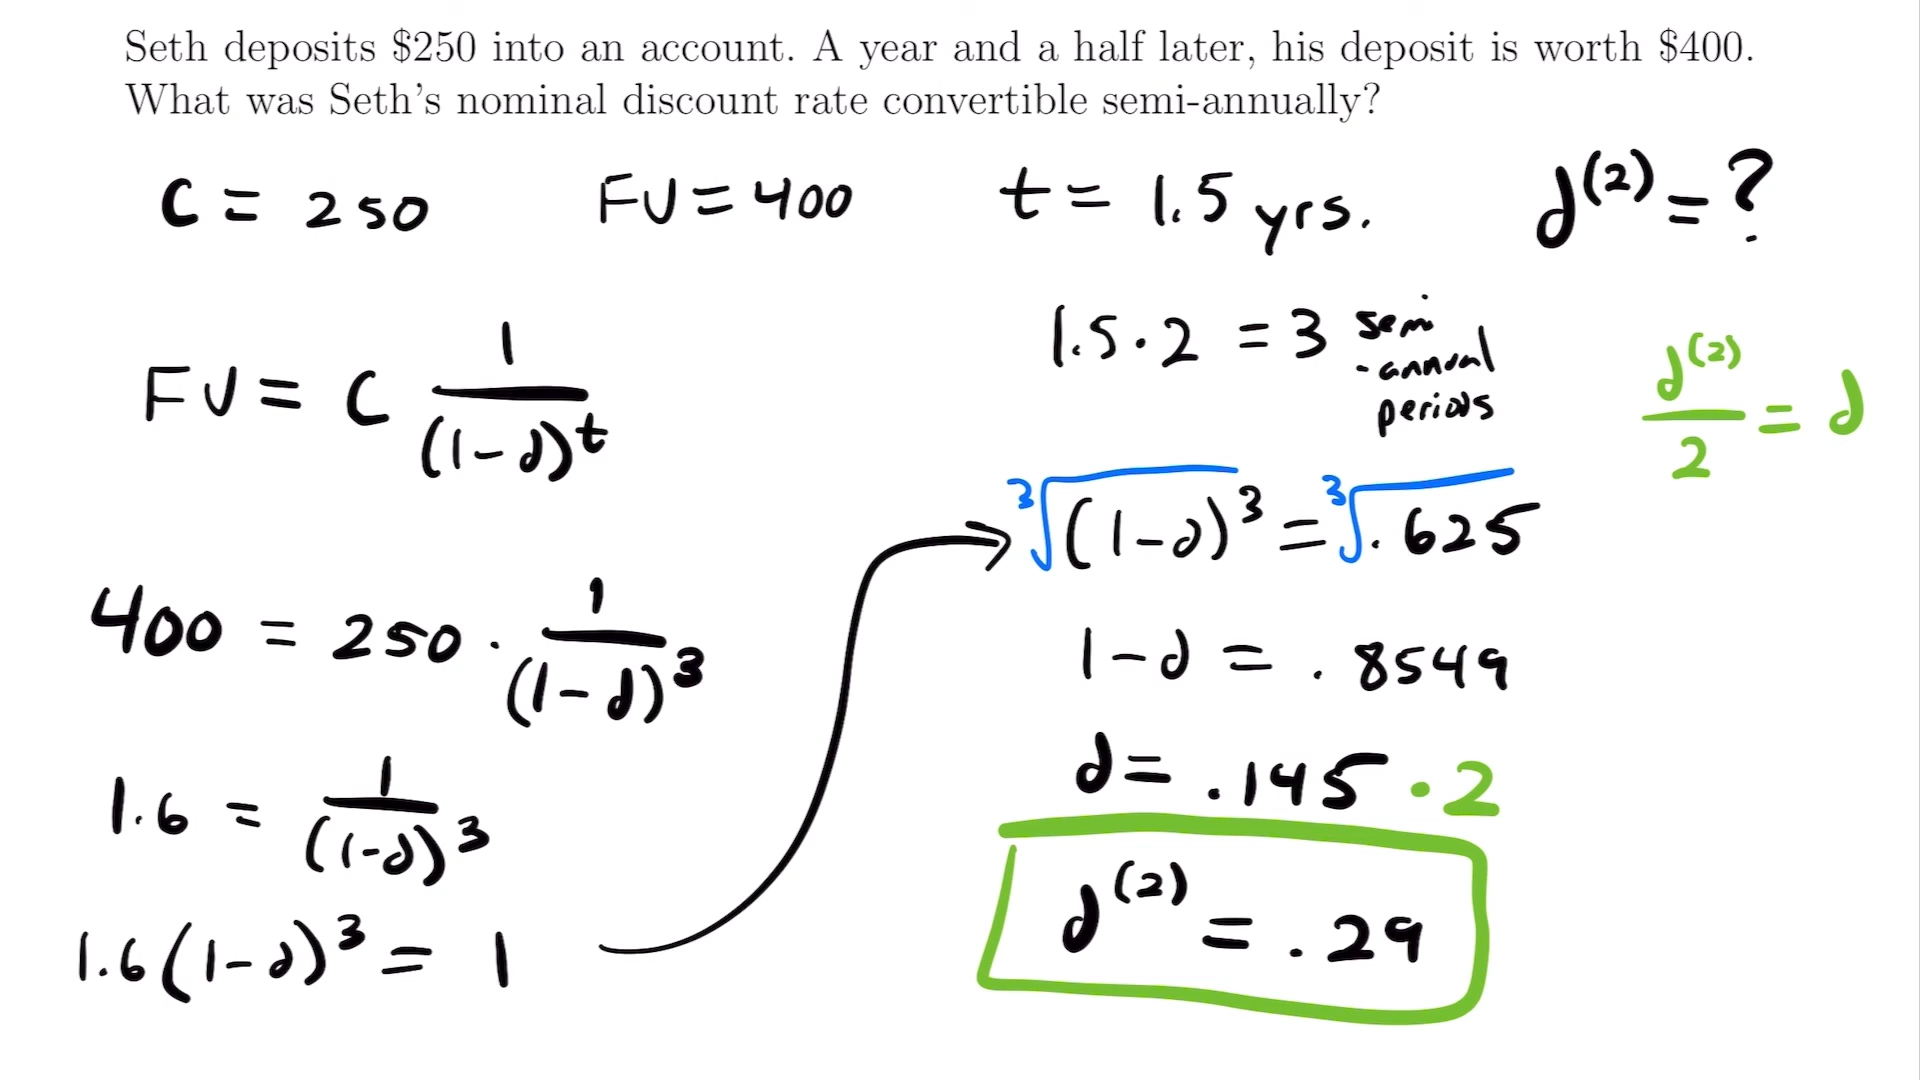 Seth deposits $250 into an account. A year and a half later, his deposit is worth $400.
What was Seth's nominal discount rate convertible semi-annually?
C = 250 FV = 400 t = 1.5 yrs. d^(2) = ?
FV = C 1/(1-d)^t
400 = 250 · 1/(1-d)^3
1.6 = 1/(1-d)^3
1.6(1-d)^3 = 1
1.5 · 2 = 3 semi
-annual
periods
d^(2)/2 = d
∛(1-d)^3 = ∛.625
1-d = .8549
d = .145 · 2
d^(2) = .29